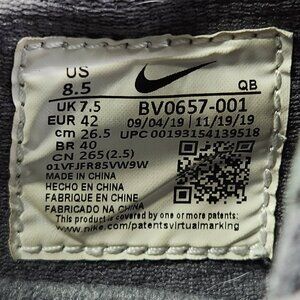 US
8.5
QB
UK 7.5 BV0657-001
EUR 42 09/04/19 11/19/19
cm 26.5 UPC 00193154139518
BR 40
CN 265(2.5)
01VFJFR85VW9W
MADE IN CHINA
HECHO EN CHINA
FABRIQUE EN CHINE
FABRICADO NA CHINA
This product is covered by one or more patents
www.nike.com/patentsvirtualmarking